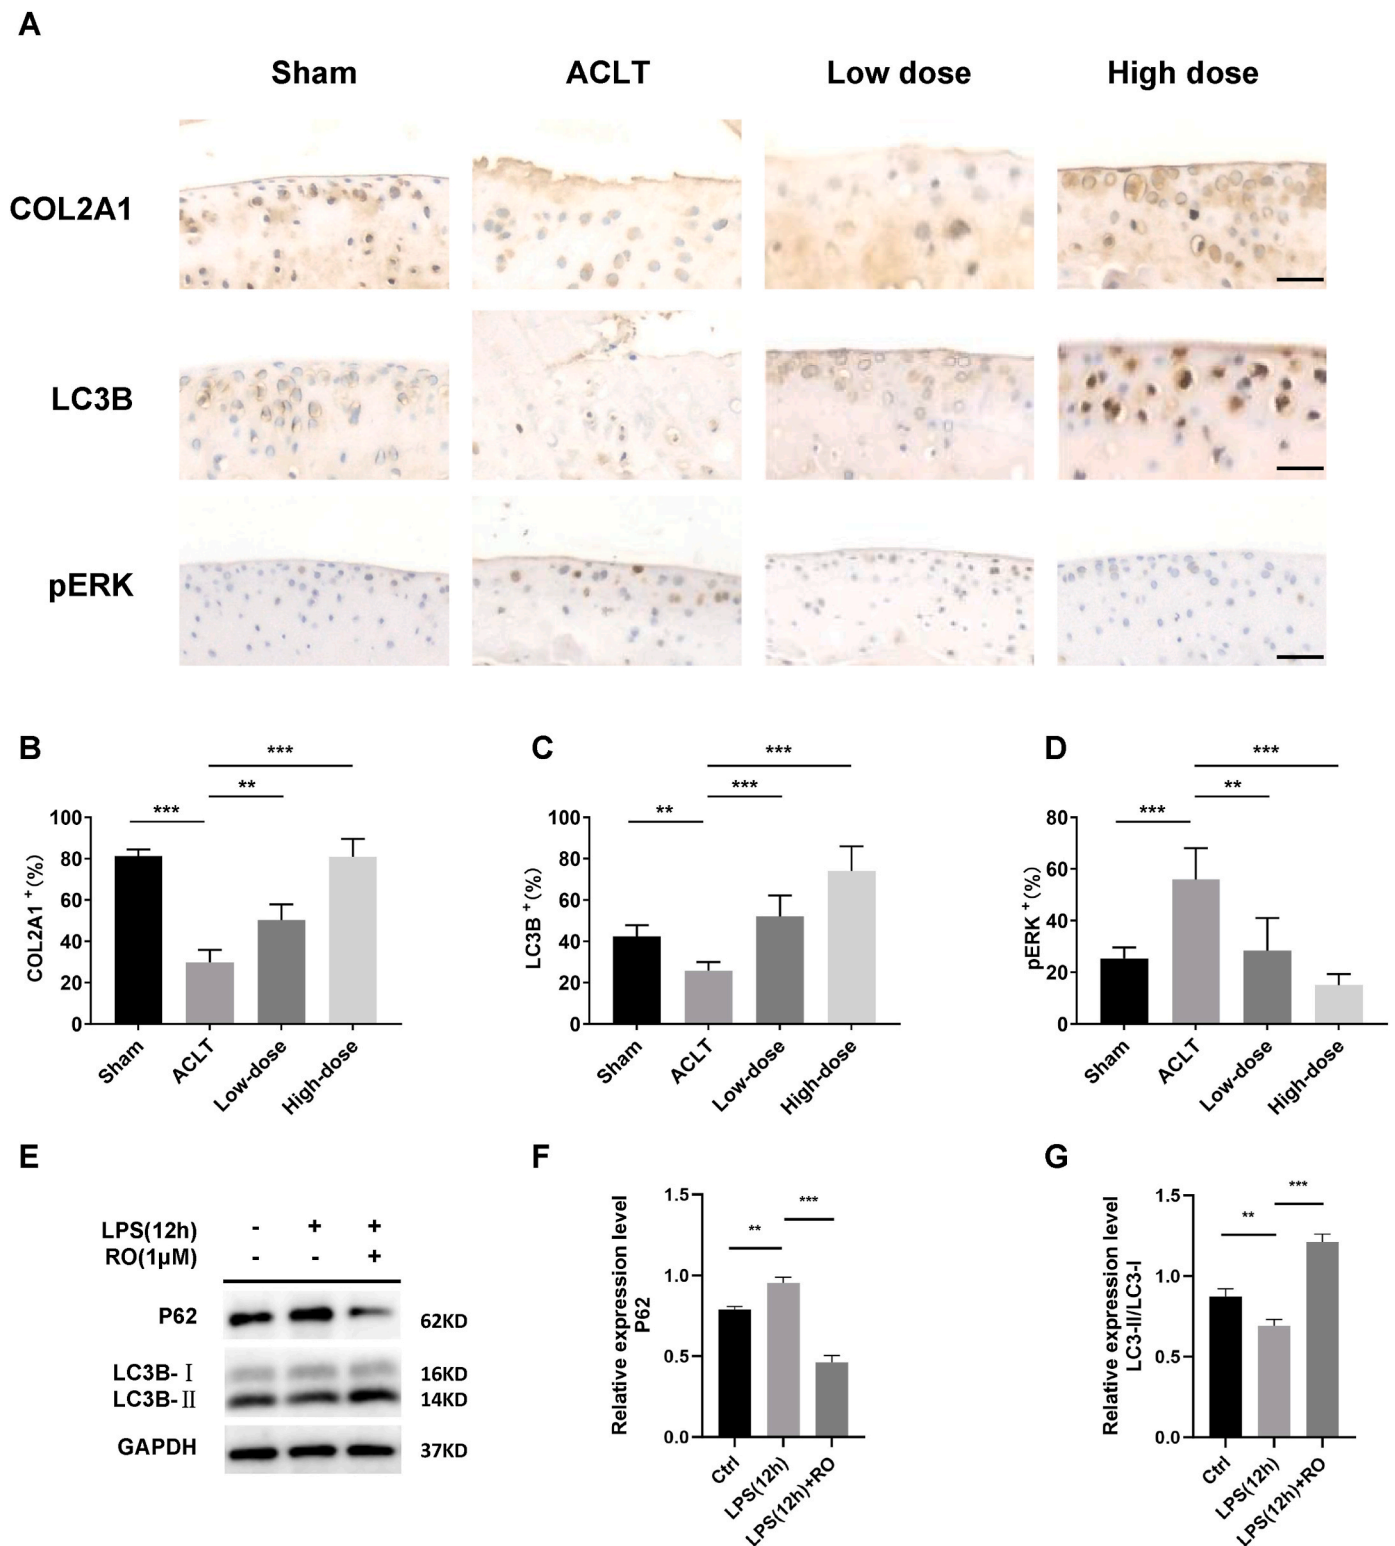 A
Sham ACLT Low dose High dose
COL2A1
LC3B
pERK
B
*** ** ***
COL2A1 + (%)
100
80
60
40
20
0
Sham ACLT Low-dose High-dose
C
** *** ***
LC3B + (%)
100
80
60
40
20
0
Sham ACLT Low-dose High-dose
D
*** ** ***
pERK + (%)
80
60
40
20
0
Sham ACLT Low-dose High-dose
E
LPS(12h) - + +
RO(1μM) - - +
P62 62KD
LC3B-Ⅰ 16KD
LC3B-Ⅱ 14KD
GAPDH 37KD
F
** ***
Relative expression level
P62
1.5
1.0
0.5
0.0
Ctrl LPS(12h) LPS(12h)+RO
G
** ***
Relative expression level
LC3-II/LC3-I
1.5
1.0
0.5
0.0
Ctrl LPS(12h) LPS(12h)+RO